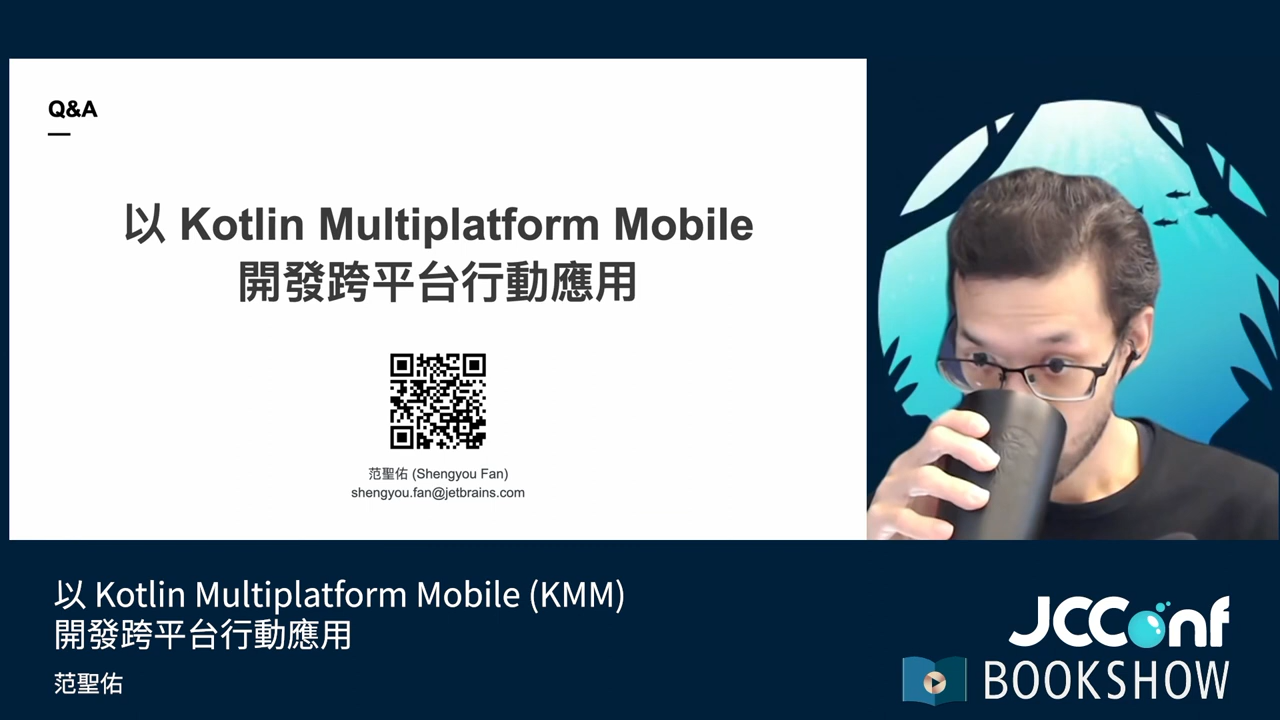 Q&A
以 Kotlin Multiplatform Mobile
開發跨平台行動應用
范聖佑 (Shengyou Fan)
shengyou.fan@jetbrains.com
以 Kotlin Multiplatform Mobile (KMM)
開發跨平台行動應用
范聖佑
JCConf
BOOKSHOW